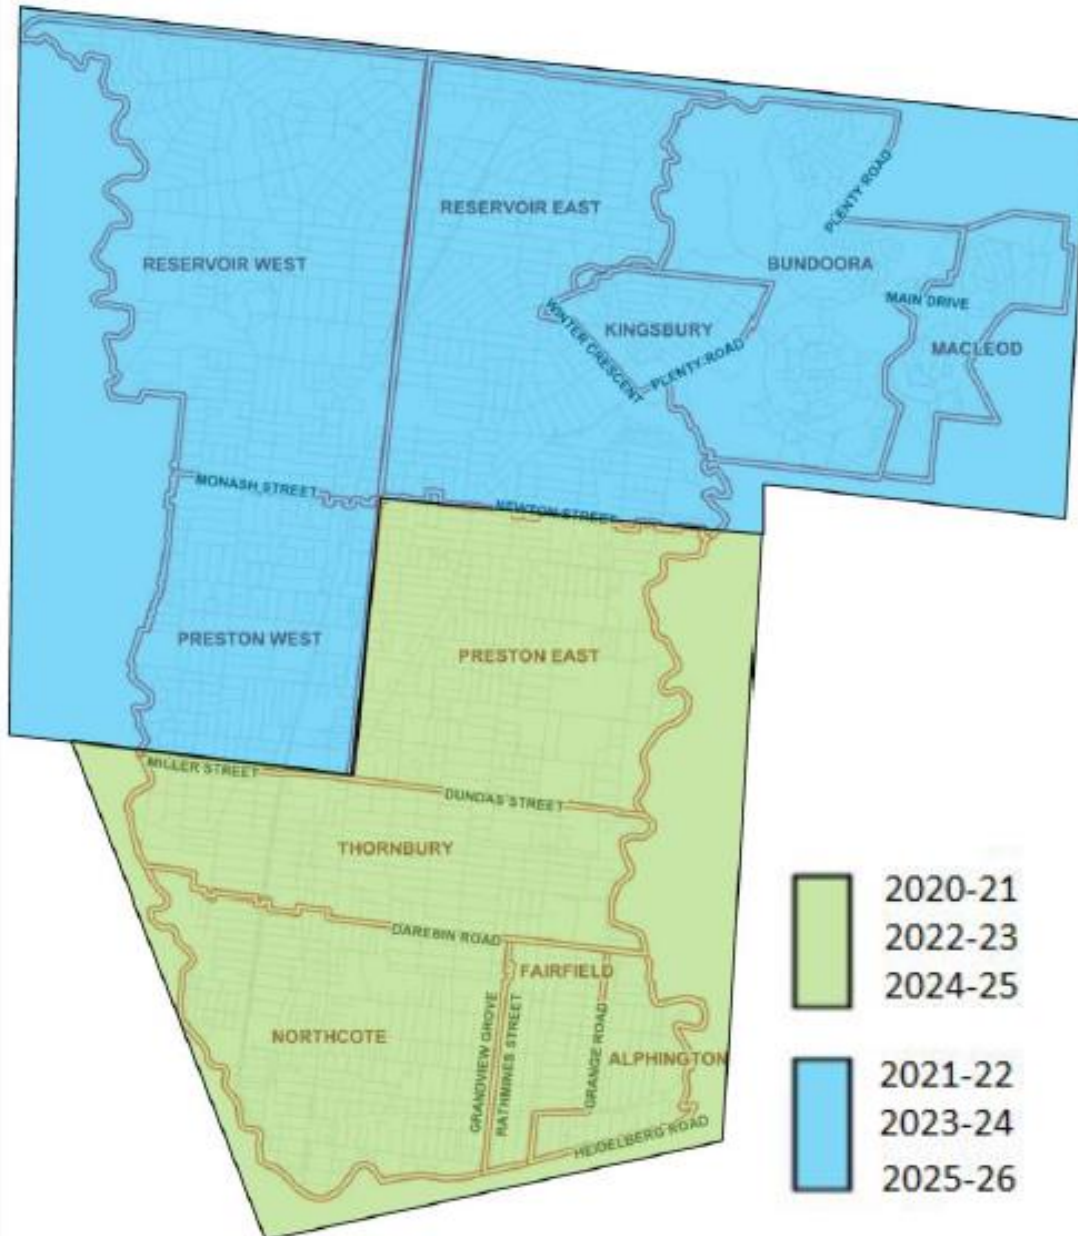 PLENTY ROAD
RESERVOIR EAST
RESERVOIR WEST
BUNDOORA
MAIN DRIVE
WINTER CRESCENT
KINGSBURY
PLENTY ROAD
MACLEOD
MONASH STREET
NEWTON STREET
PRESTON WEST
PRESTON EAST
MILLER STREET
DUNDAS STREET
THORNBURY
DAREBIN ROAD
FAIRFIELD
NORTHCOTE
GRANDVIEW GROVE
RATHMINES STREET
GRANGE ROAD
ALPHINGTON
HEIDELBERG ROAD
2020-21
2022-23
2024-25
2021-22
2023-24
2025-26